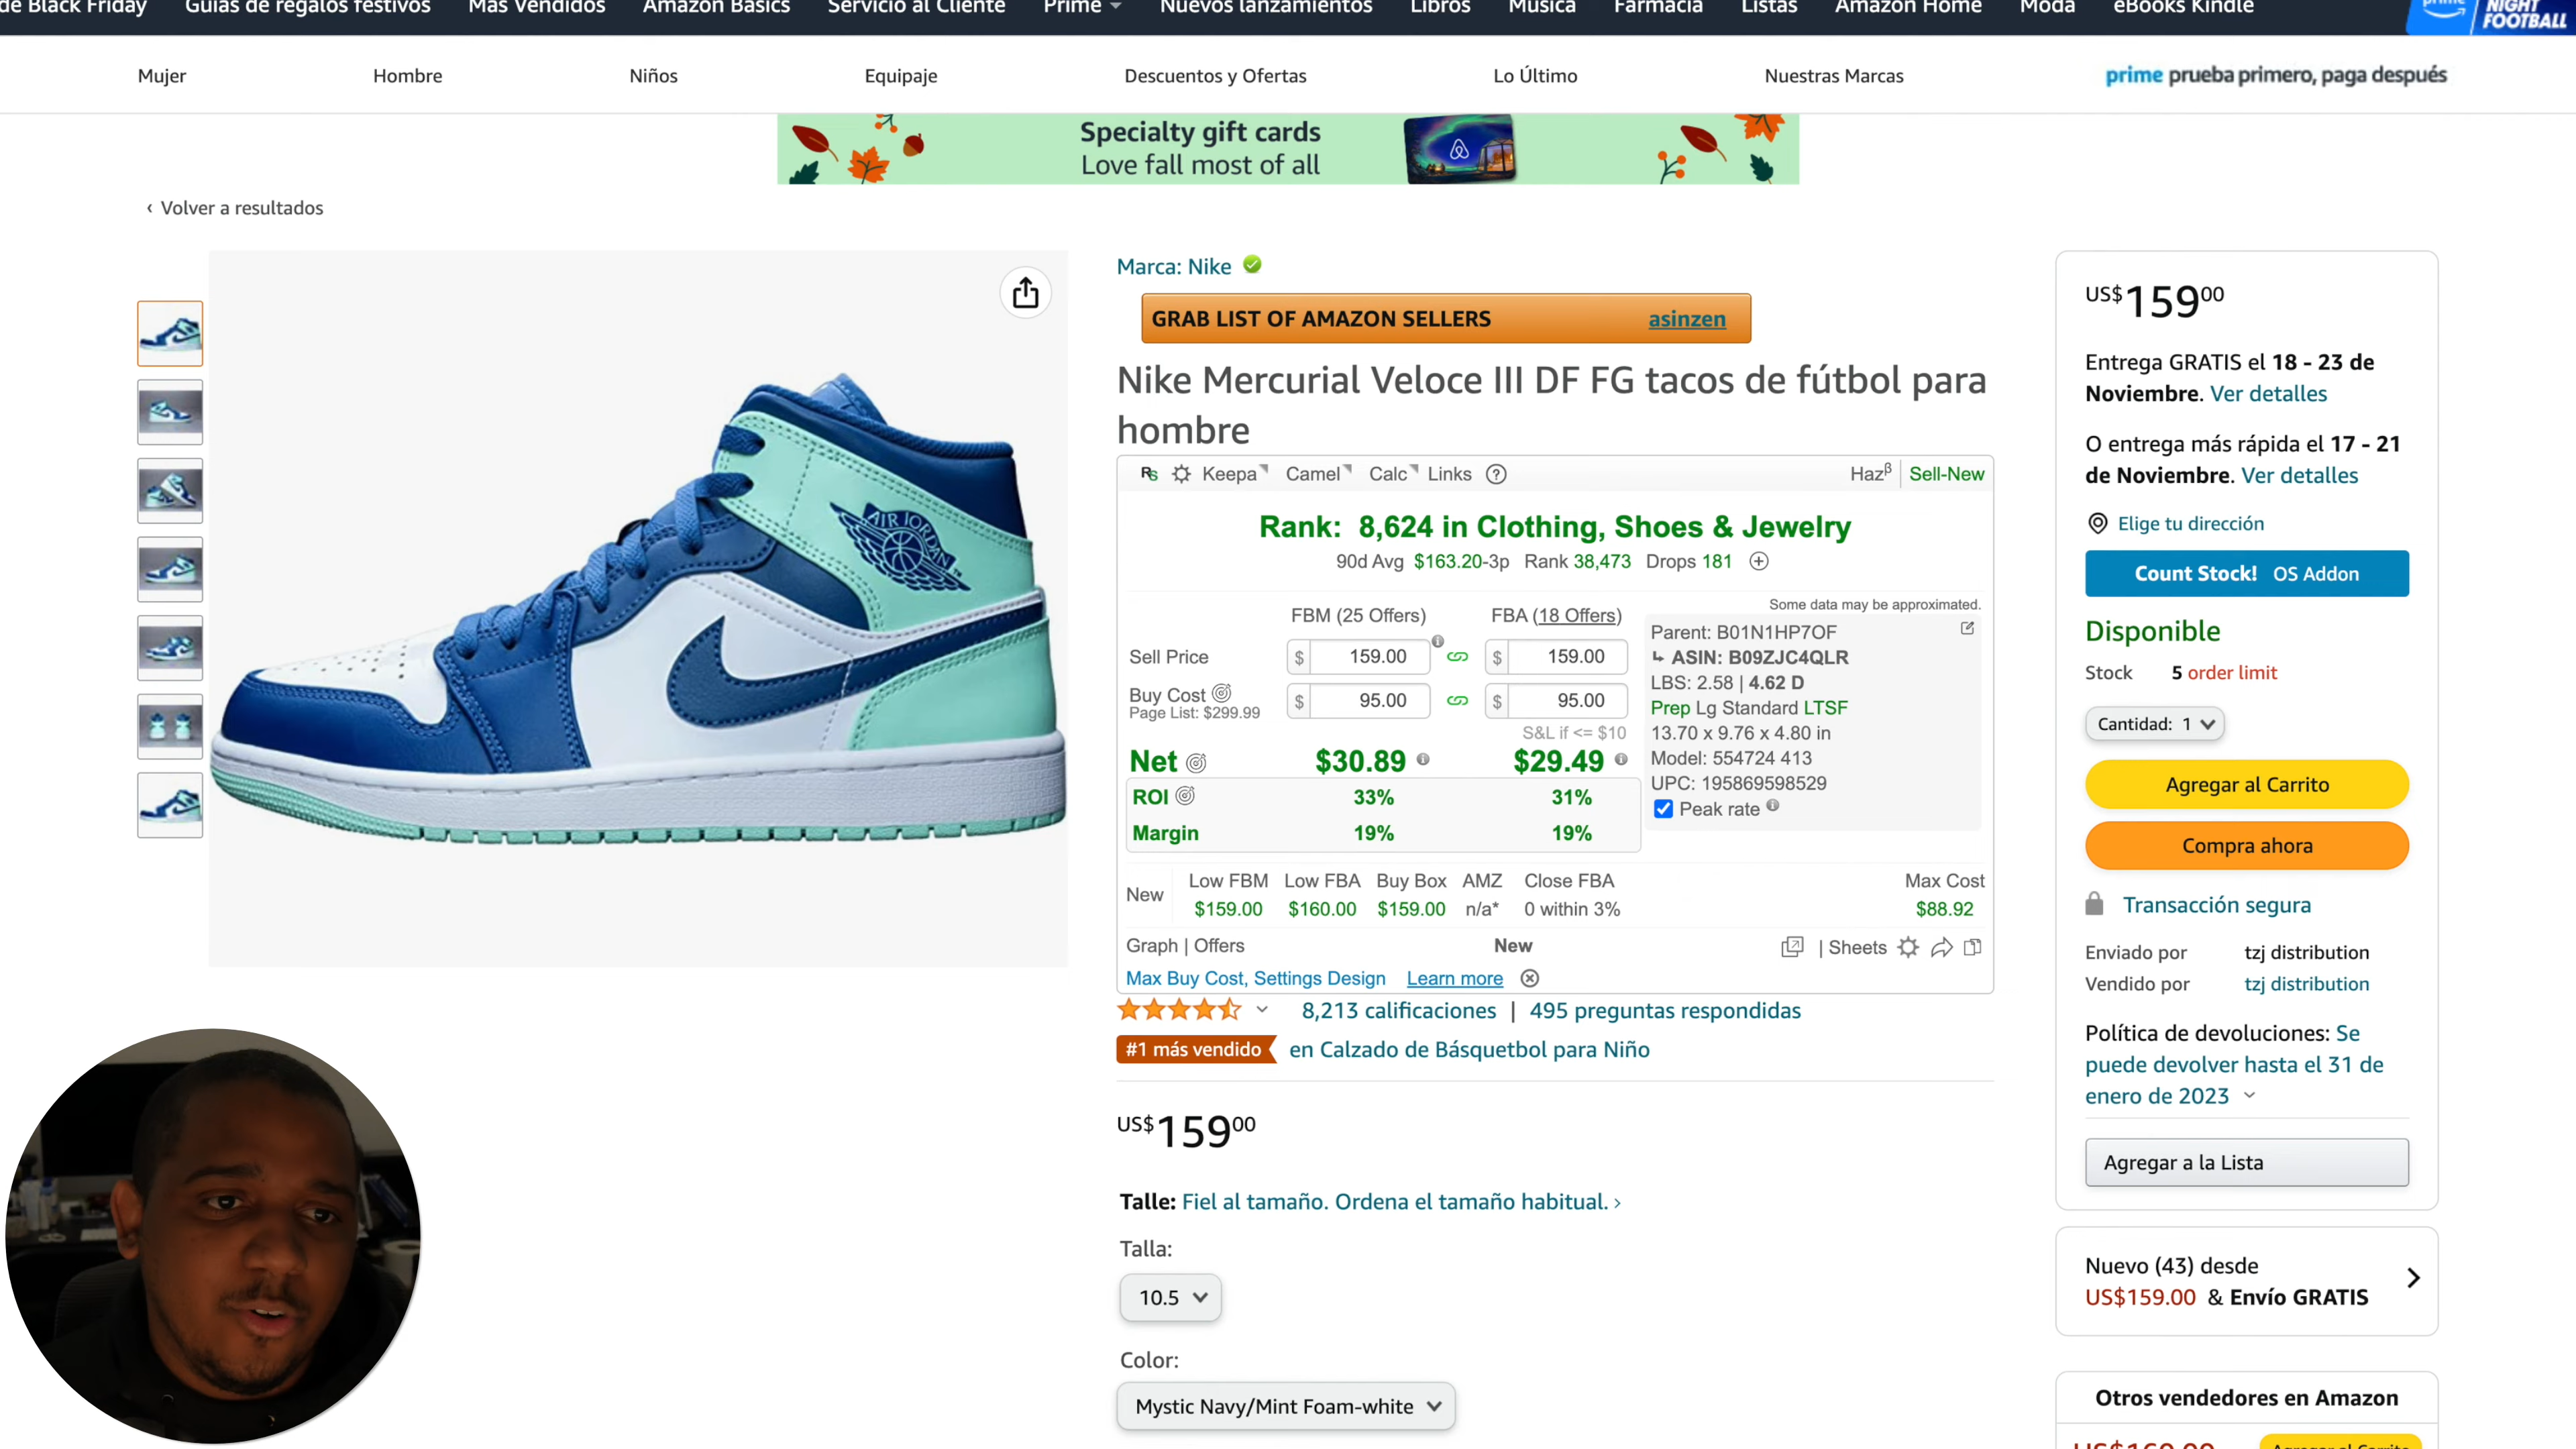 de Black Friday Guías de regalos festivos Más Vendidos Amazon Basics Servicio al Cliente Prime Nuevos lanzamientos Libros Música Farmacia Listas Amazon Home Moda eBooks Kindle
prime NIGHT FOOTBALL
Mujer Hombre Niños Equipaje Descuentos y Ofertas Lo Último Nuestras Marcas prime prueba primero, paga después
Specialty gift cards
Love fall most of all
‹ Volver a resultados
AIR JORDAN
Marca: Nike
GRAB LIST OF AMAZON SELLERS asinzen
Nike Mercurial Veloce III DF FG tacos de fútbol para
hombre
Rs Keepa Camel Calc Links ? Hazβ Sell-New
Rank: 8,624 in Clothing, Shoes & Jewelry
90d Avg $163.20-3p Rank 38,473 Drops 181
Some data may be approximated.
FBM (25 Offers) FBA (18 Offers)
Sell Price $ 159.00 $ 159.00
Buy Cost $ 95.00 $ 95.00
Page List: $299.99
S&L if <= $10
Net $30.89 $29.49
ROI 33% 31%
Margin 19% 19%
Parent: B01N1HP7OF
ASIN: B09ZJC4QLR
LBS: 2.58 | 4.62 D
Prep Lg Standard LTSF
13.70 x 9.76 x 4.80 in
Model: 554724 413
UPC: 195869598529
Peak rate
New Low FBM Low FBA Buy Box AMZ Close FBA Max Cost
$159.00 $160.00 $159.00 n/a* 0 within 3% $88.92
Graph | Offers New | Sheets
Max Buy Cost, Settings Design Learn more
8,213 calificaciones | 495 preguntas respondidas
#1 más vendido en Calzado de Básquetbol para Niño
US$159.00
Talle: Fiel al tamaño. Ordena el tamaño habitual. ›
Talla:
10.5
Color:
Mystic Navy/Mint Foam-white
US$159.00
Entrega GRATIS el 18 - 23 de
Noviembre. Ver detalles
O entrega más rápida el 17 - 21
de Noviembre. Ver detalles
Elige tu dirección
Count Stock! OS Addon
Disponible
Stock 5 order limit
Cantidad: 1
Agregar al Carrito
Compra ahora
Transacción segura
Enviado por tzj distribution
Vendido por tzj distribution
Política de devoluciones: Se
puede devolver hasta el 31 de
enero de 2023
Agregar a la Lista
Nuevo (43) desde
US$159.00 & Envío GRATIS
Otros vendedores en Amazon
US$160.00 Agregar al Carrito